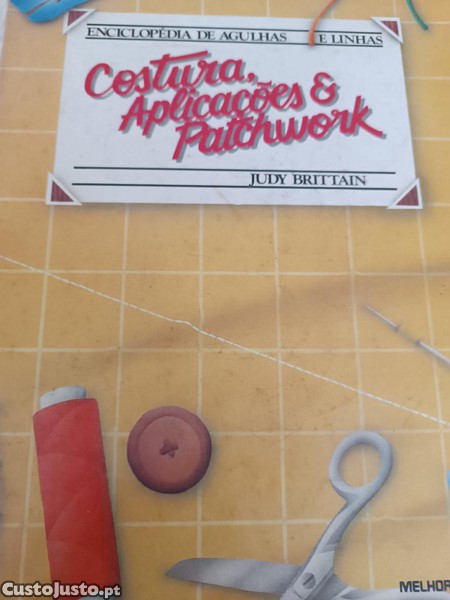 ENCICLOPÉDIA DE AGULHAS E LINHAS
Costura,
Aplicações &
Patchwork
JUDY BRITTAIN
MELHOR
CustoJusto.pt